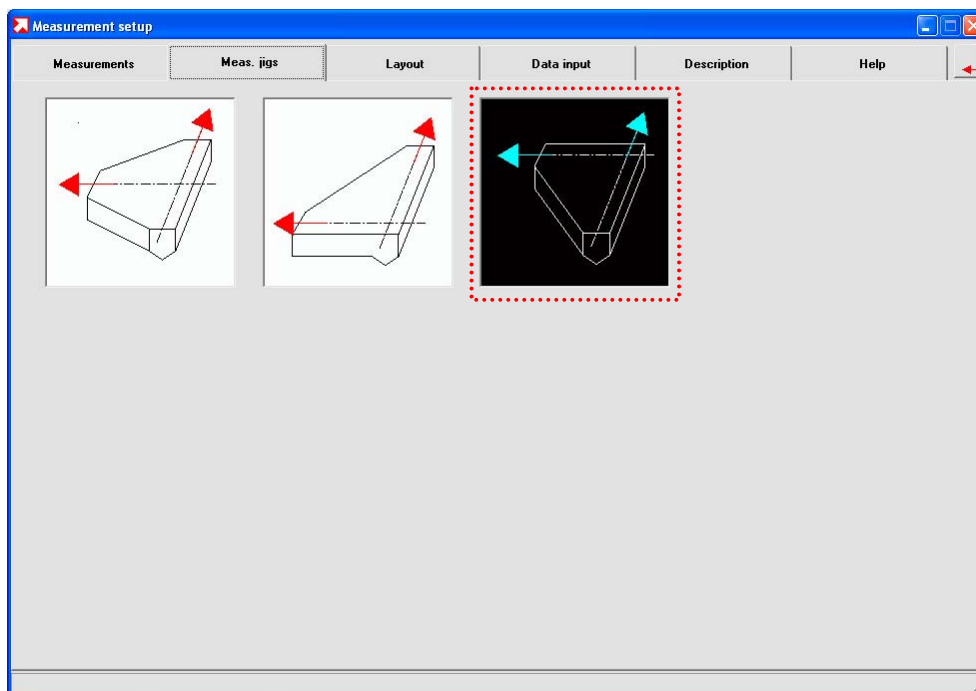 Measurement setup
Measurements Meas. jigs Layout Data input Description Help